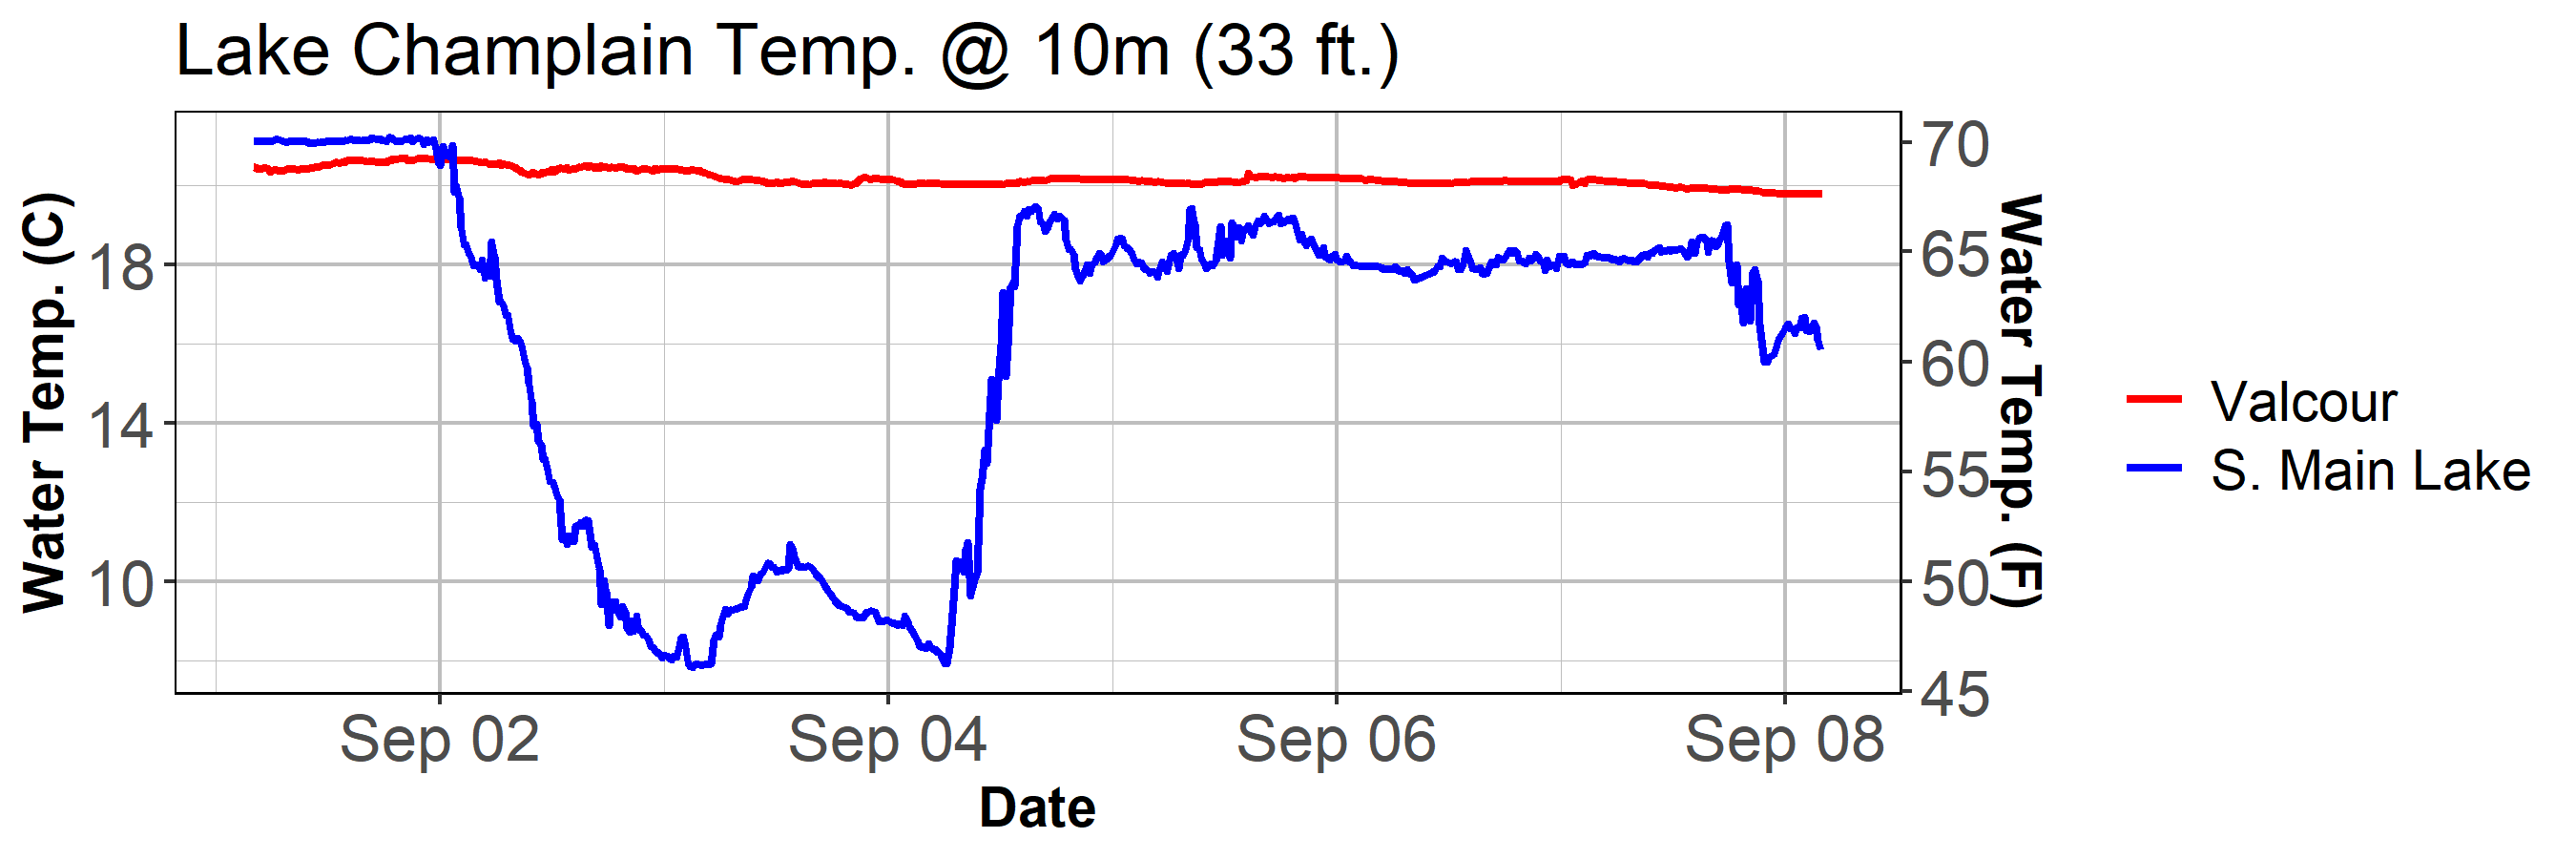 Lake Champlain Temp. @ 10m (33 ft.)
Water Temp. (C)
18
14
10
70
65
60
55
50
45
Water Temp. (F)
Sep 02
Sep 04
Sep 06
Sep 08
Date
Valcour
S. Main Lake